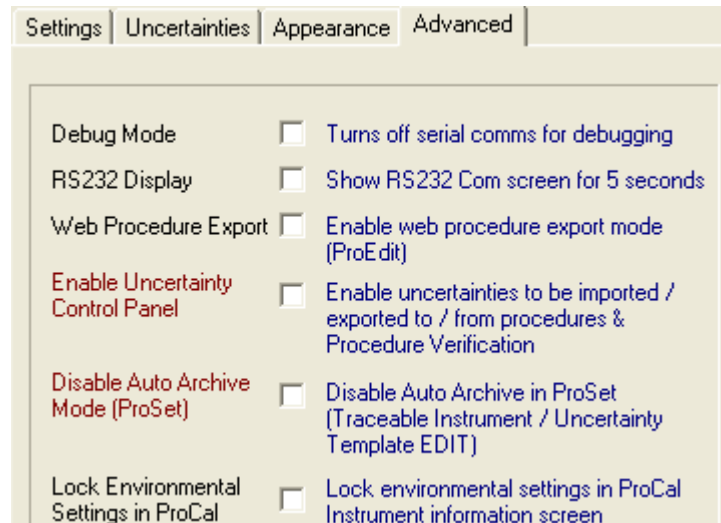 Settings Uncertainties Appearance Advanced
Debug Mode Turns off serial comms for debugging
RS232 Display Show RS232 Com screen for 5 seconds
Web Procedure Export Enable web procedure export mode
(ProEdit)
Enable Uncertainty
Control Panel
Enable uncertainties to be imported /
exported to / from procedures &
Procedure Verification
Disable Auto Archive
Mode (ProSet)
Disable Auto Archive in ProSet
(Traceable Instrument / Uncertainty
Template EDIT)
Lock Environmental
Settings in ProCal
Lock environmental settings in ProCal
Instrument information screen